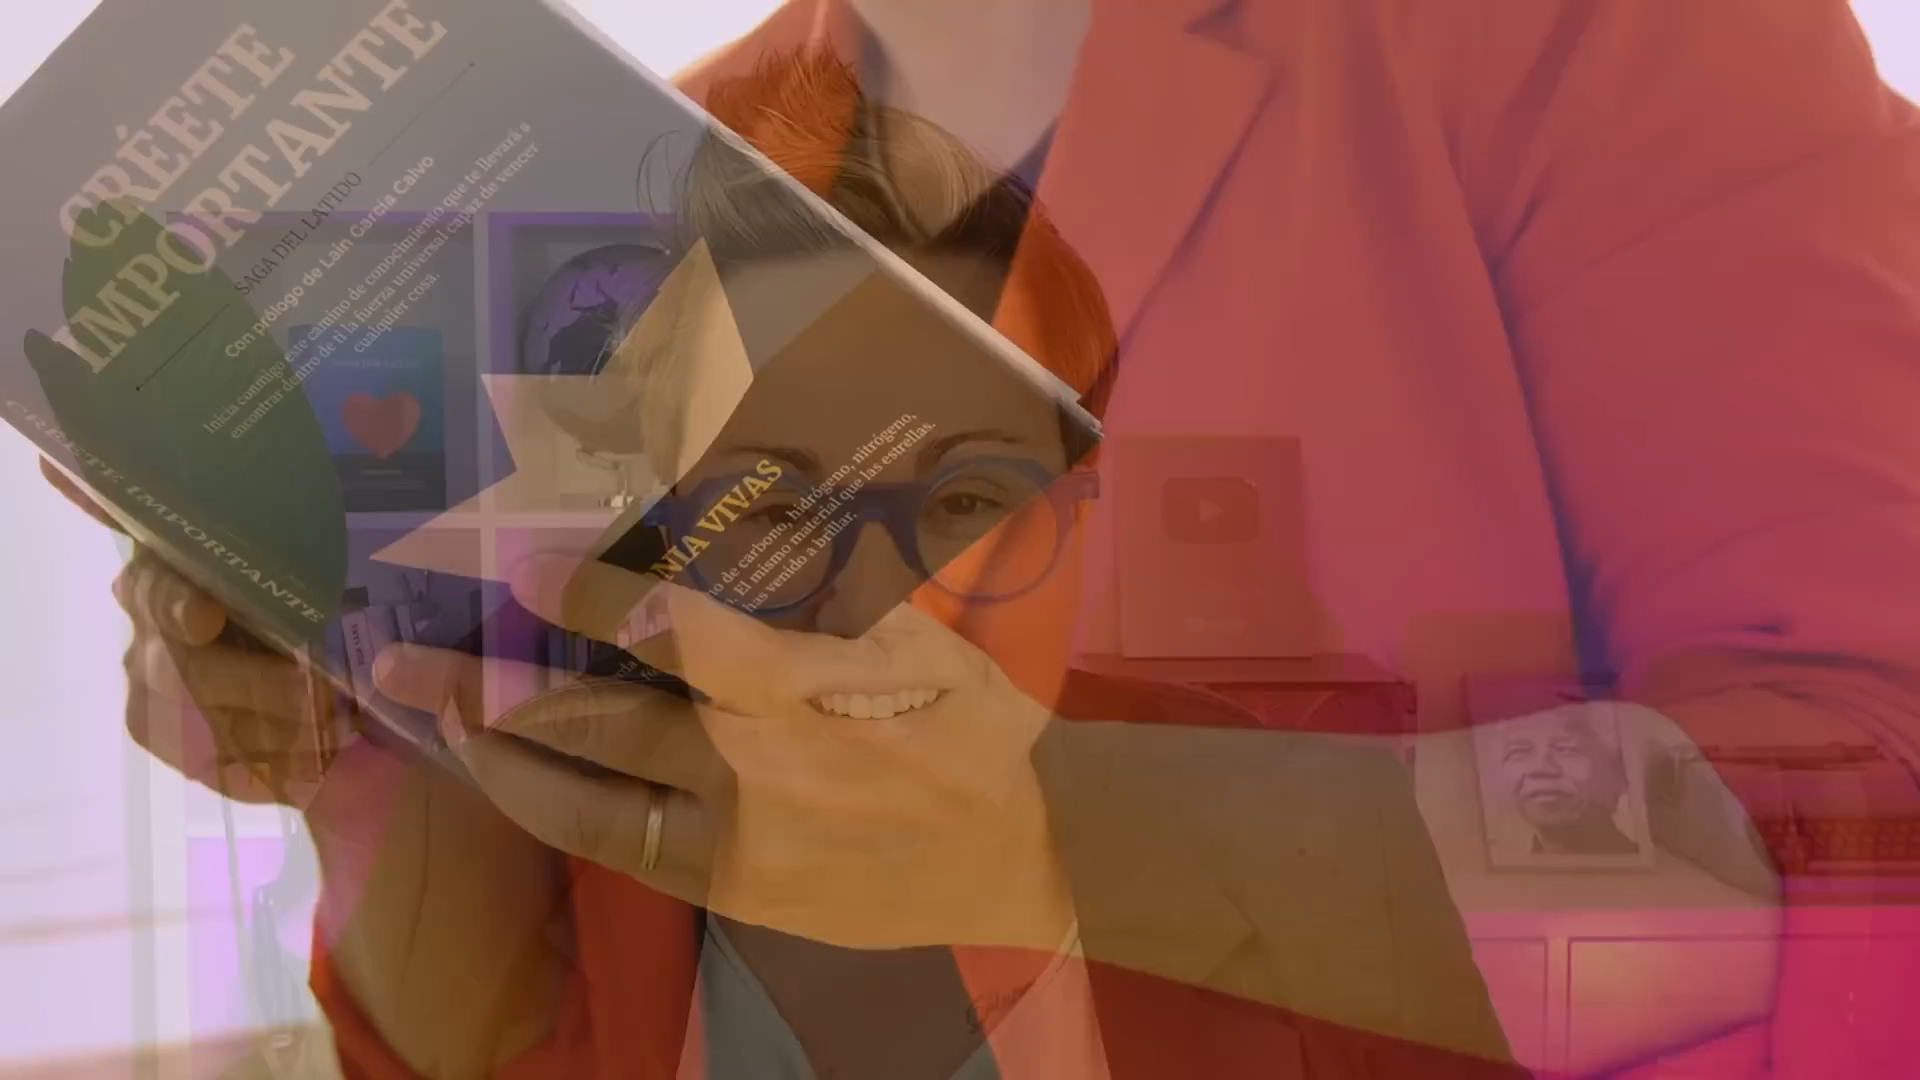 CRÉETE
IMPORTANTE
SAGA DEL LATIDO
Con prólogo de Laín García Calvo
Inicia conmigo este camino de conocimiento que te llevará a
encontrar dentro de ti la fuerza universal capaz de vencer
cualquier cosa.
CRÉETE IMPORTANTE
NIA VIVAS
de carbono, hidrógeno, nitrógeno,
El mismo material que las estrellas.
has venido a brillar.